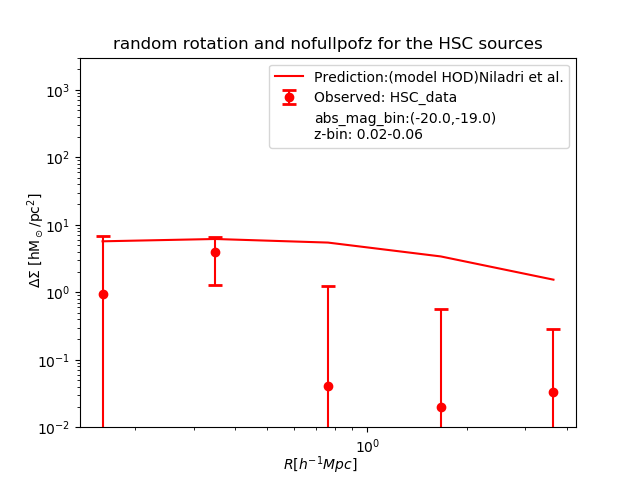 random rotation and nofullpofz for the HSC sources
Prediction:(model HOD)Niladri et al.
Observed: HSC_data
abs_mag_bin:(-20.0,-19.0)
z-bin: 0.02-0.06
ΔΣ [hM⊙/pc²]
10³
10²
10¹
10⁰
10⁻¹
10⁻²
10⁰
R[h⁻¹Mpc]